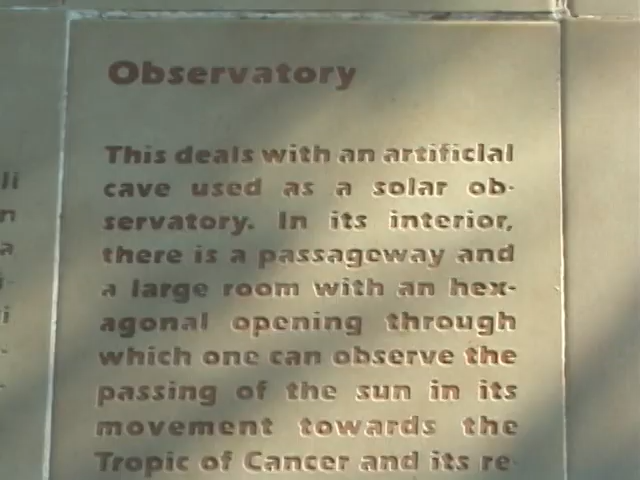 Observatory
This deals with an artificial
cave used as a solar ob-
servatory. In its interior,
there is a passageway and
a large room with an hex-
agonal opening through
which one can observe the
passing of the sun in its
movement towards the
Tropic of Cancer and its re-
li
n
a
i-
i
-
-